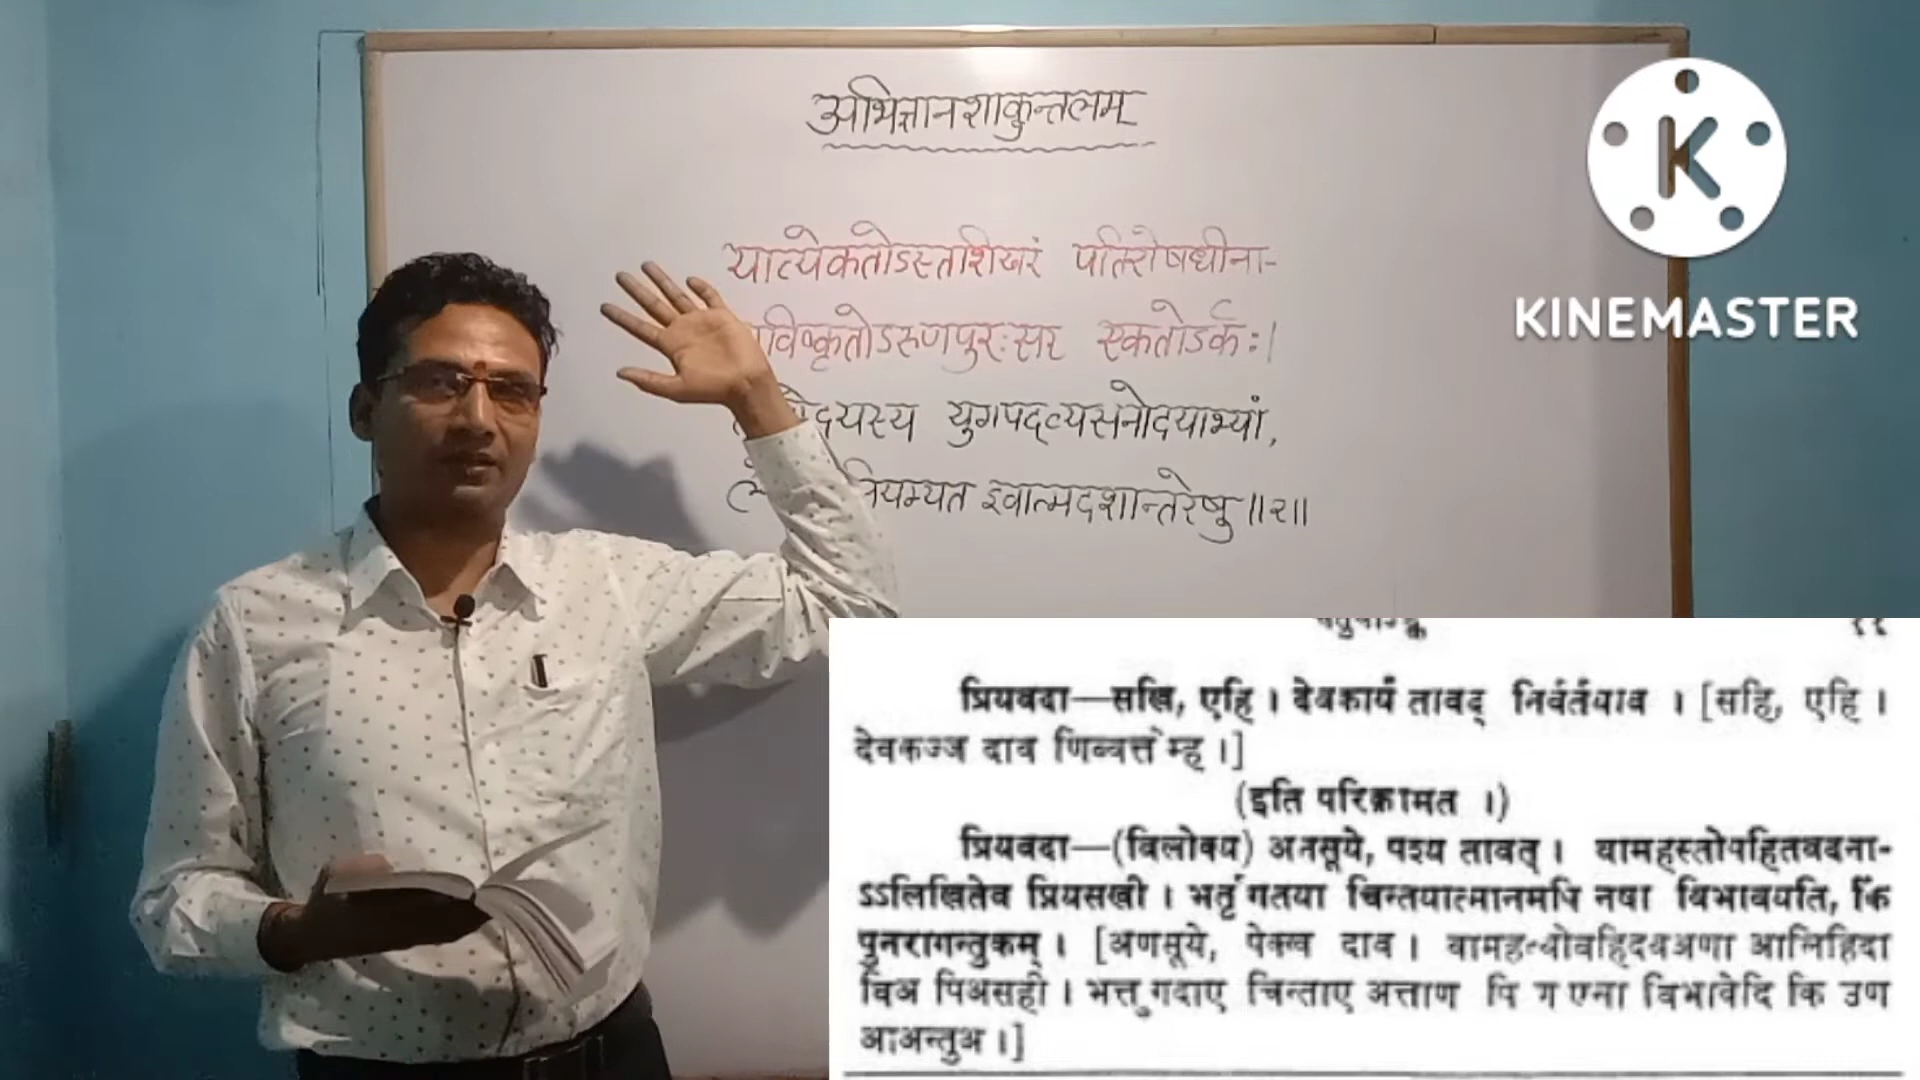 अभिज्ञानशाकुन्तलम्
यात्येकतोऽस्तशिखरं पतिरोषधीना-
विष्कृतोऽरुणपुरःसर एकतोऽर्कः।
यस्य युगपद्व्यसनोदयाभ्यां,
नियम्यत इवात्मदशान्तरेषु ॥२॥
KINEMASTER
११
प्रियवदा—सखि, एहि । देवकार्यं तावद् निर्वर्तयाव । [सहि, एहि ।
देवकज्ज दाव णिव्वत्तेम्ह ।]
(इति परिक्रामत ।)
प्रियवदा—(विलोक्य) अनसूये, पश्य तावत् । वामहस्तोपहितवदना-
ऽऽलिखितेव प्रियसखी । भर्तृगतया चिन्तयात्मानमपि नषा विभावयति, किं
पुनरागन्तुकम् । [अणसूये, पेक्ख दाव । वामहत्थोवहिदवअणा आलिहिदा
विअ पिअसही । भत्तुगदाए चिन्ताए अत्ताण पि ण एना विभावेदि कि उण
आअन्तुअ ।]